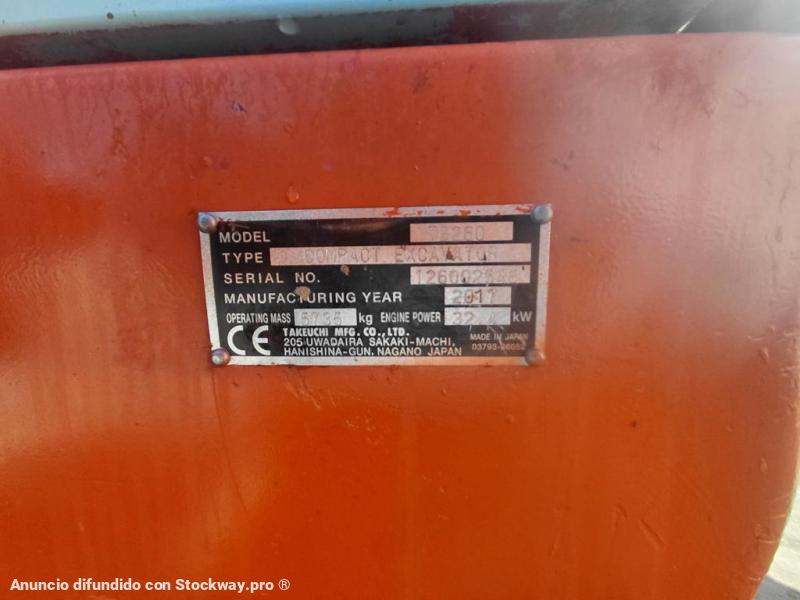 MODEL
TYPE COMPACT EXCAVATOR
SERIAL NO.
MANUFACTURING YEAR 2017
OPERATING MASS 5735 kg ENGINE POWER kW
CE TAKEUCHI MFG. CO., LTD. MADE IN JAPAN
205 UWADAIRA SAKAKI-MACHI,
HANISHINA-GUN, NAGANO JAPAN
Anuncio difundido con Stockway.pro ®